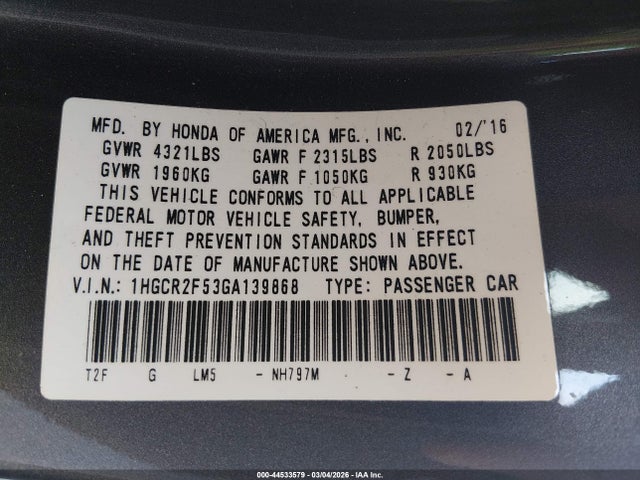 MFD. BY HONDA OF AMERICA MFG., INC. 02/'16
GVWR 4321LBS GAWR F 2315LBS R 2050LBS
GVWR 1960KG GAWR F 1050KG R 930KG
THIS VEHICLE CONFORMS TO ALL APPLICABLE
FEDERAL MOTOR VEHICLE SAFETY, BUMPER,
AND THEFT PREVENTION STANDARDS IN EFFECT
ON THE DATE OF MANUFACTURE SHOWN ABOVE.
V.I.N.: 1HGCR2F53GA139868 TYPE: PASSENGER CAR
T2F G LM5 - NH797M - Z - A
000-44533579 - 03/04/2026 - IAA Inc.